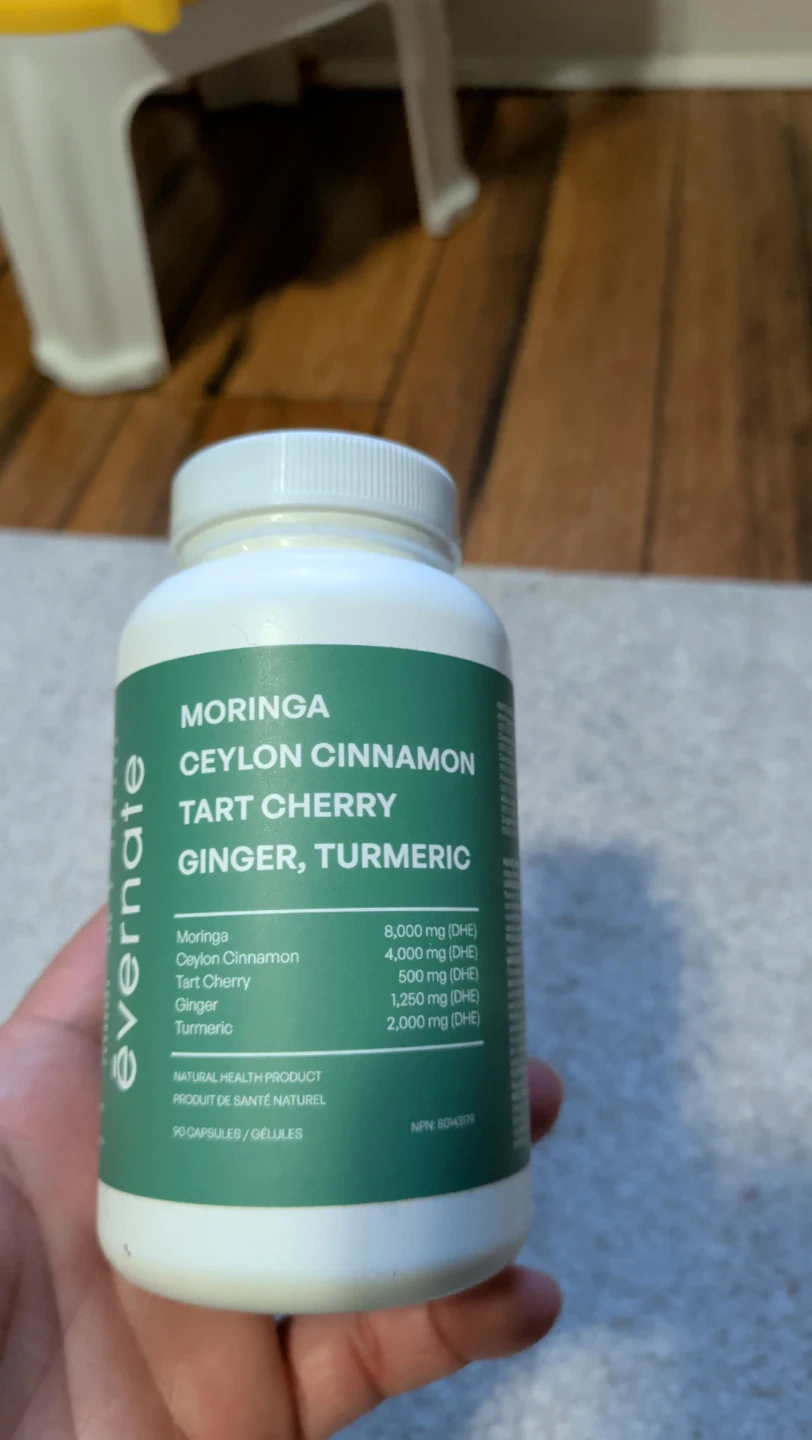 ēvernate
MORINGA
CEYLON CINNAMON
TART CHERRY
GINGER, TURMERIC
Moringa 8,000 mg (DHE)
Ceylon Cinnamon 4,000 mg (DHE)
Tart Cherry 500 mg (DHE)
Ginger 1,250 mg (DHE)
Turmeric 2,000 mg (DHE)
NATURAL HEALTH PRODUCT
PRODUIT DE SANTÉ NATUREL
90 CAPSULES / GÉLULES
NPN: